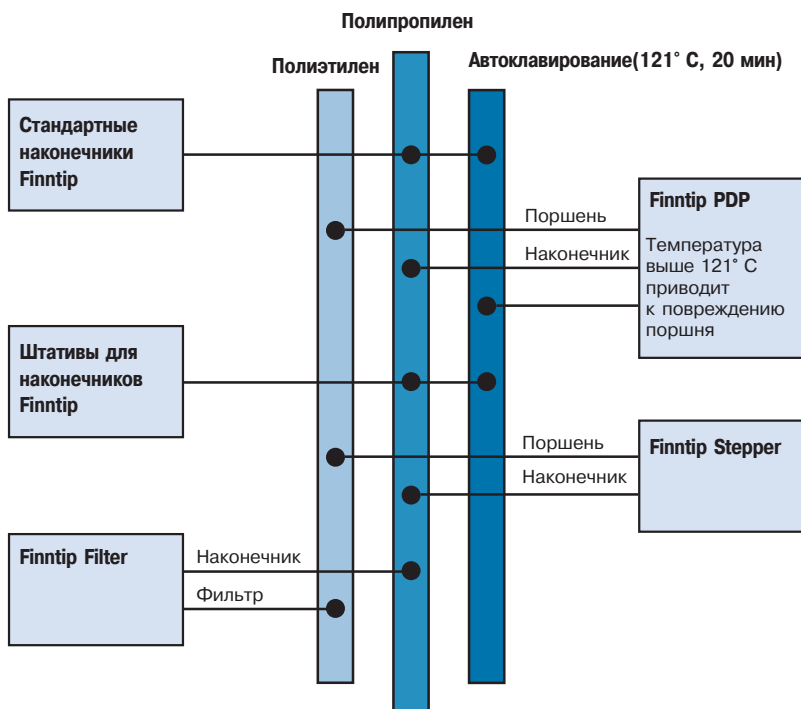 Полипропилен
Полиэтилен
Автоклавирование(121° С, 20 мин)
Стандартные
наконечники
Finntip
Поршень
Наконечник
Finntip PDP
Температура
выше 121° С
приводит
к повреждению
поршня
Штативы для
наконечников
Finntip
Поршень
Наконечник
Finntip Stepper
Finntip Filter
Наконечник
Фильтр